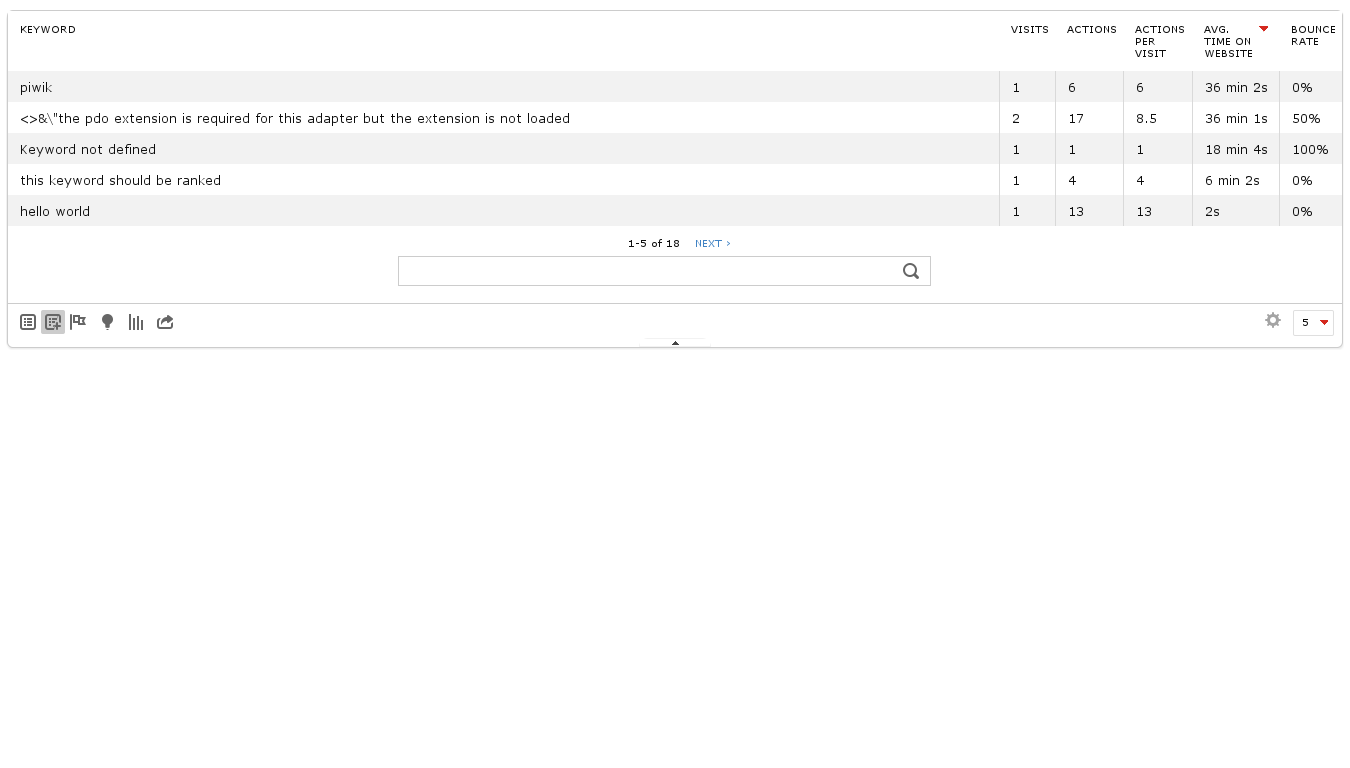 KEYWORD VISITS ACTIONS ACTIONS PER VISIT AVG. TIME ON WEBSITE BOUNCE RATE
piwik 1 6 6 36 min 2s 0%
<>&\"the pdo extension is required for this adapter but the extension is not loaded 2 17 8.5 36 min 1s 50%
Keyword not defined 1 1 1 18 min 4s 100%
this keyword should be ranked 1 4 4 6 min 2s 0%
hello world 1 13 13 2s 0%
1-5 of 18 NEXT ›
5